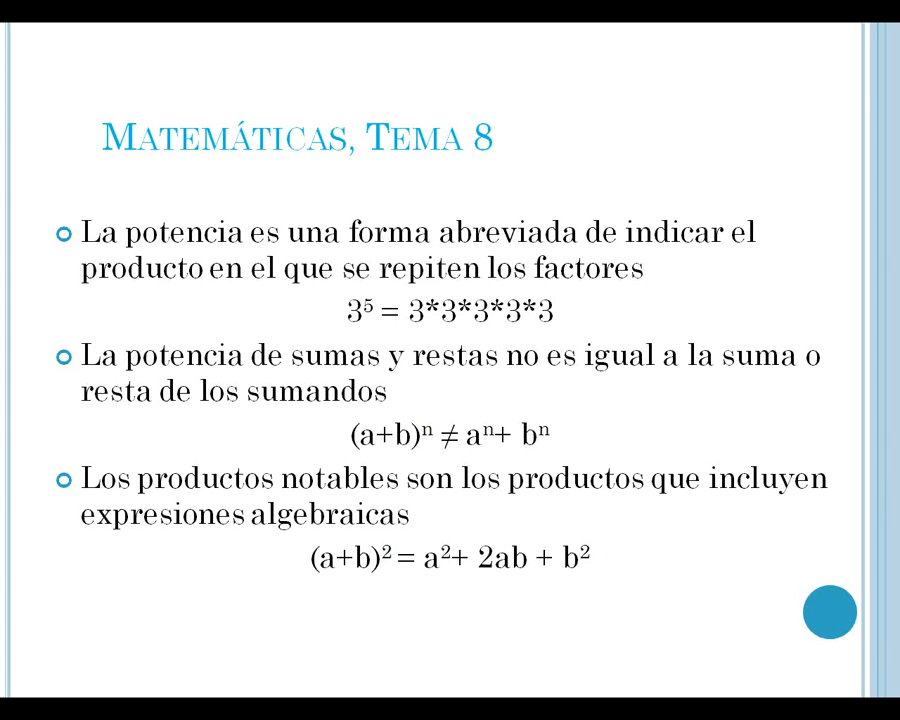 MATEMÁTICAS, TEMA 8
La potencia es una forma abreviada de indicar el
producto en el que se repiten los factores
3⁵ = 3*3*3*3*3
La potencia de sumas y restas no es igual a la suma o
resta de los sumandos
(a+b)ⁿ ≠ aⁿ+ bⁿ
Los productos notables son los productos que incluyen
expresiones algebraicas
(a+b)² = a²+ 2ab + b²